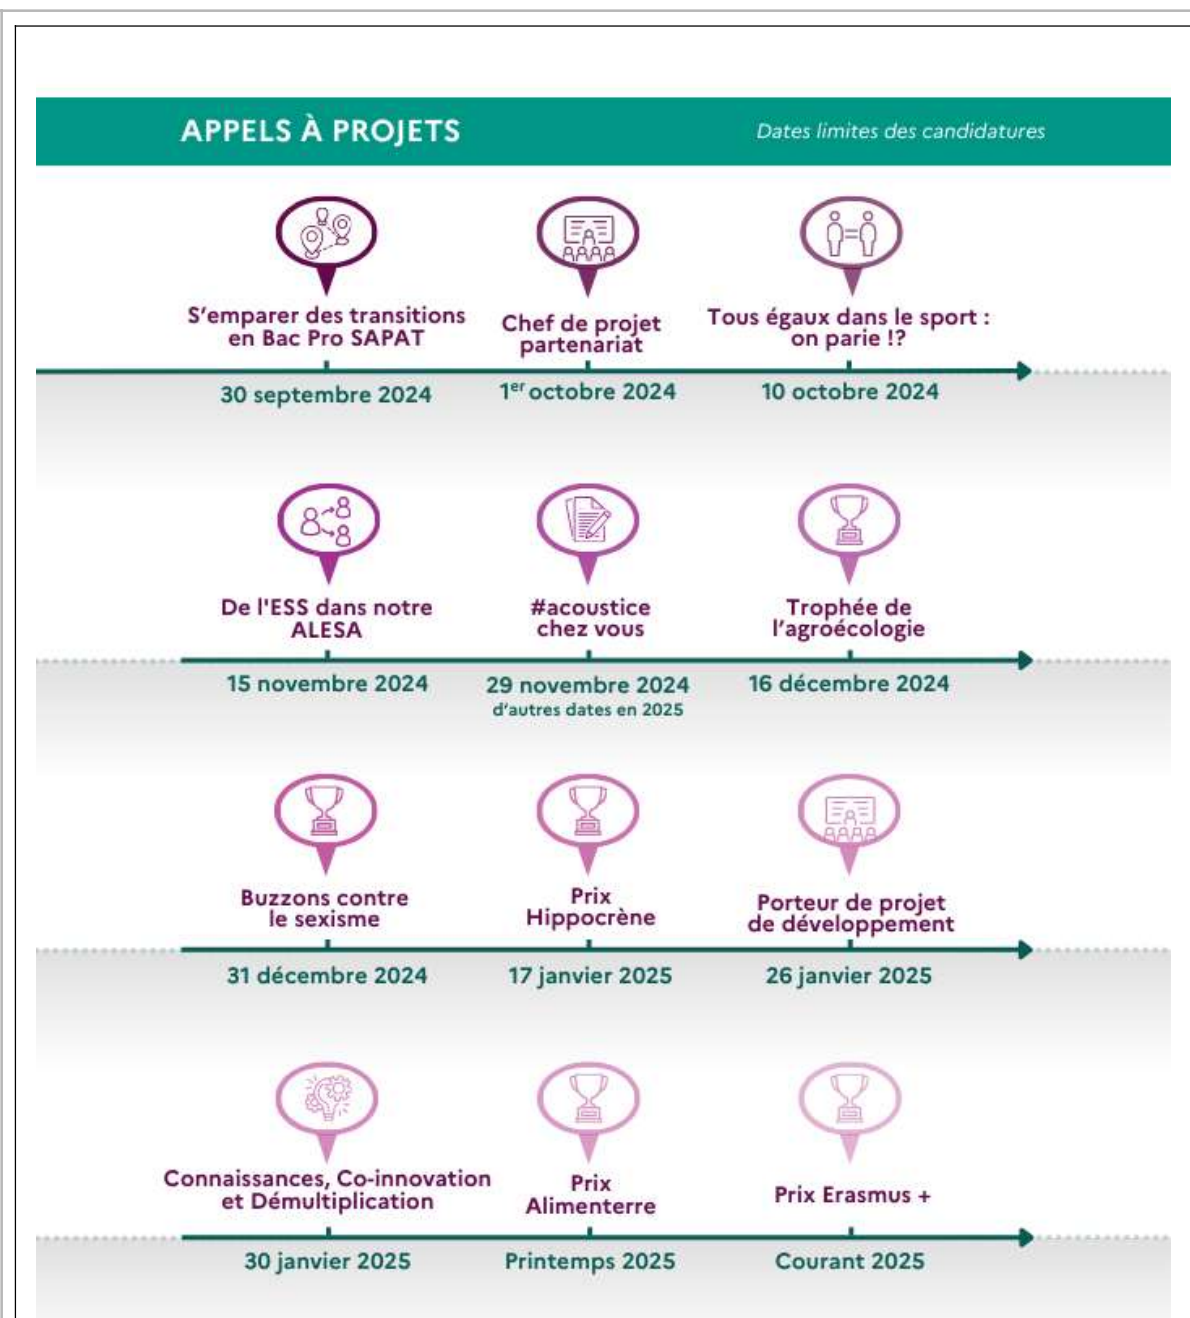 APPELS À PROJETS
Dates limites des candidatures
S'emparer des transitions
en Bac Pro SAPAT
30 septembre 2024
Chef de projet
partenariat
1er octobre 2024
Tous égaux dans le sport :
on parie !?
10 octobre 2024
De l'ESS dans notre
ALESA
15 novembre 2024
#acoustice
chez vous
29 novembre 2024
d'autres dates en 2025
Trophée de
l'agroécologie
16 décembre 2024
Buzzons contre
le sexisme
31 décembre 2024
Prix
Hippocrène
17 janvier 2025
Porteur de projet
de développement
26 janvier 2025
Connaissances, Co-innovation
et Démultiplication
30 janvier 2025
Prix
Alimenterre
Printemps 2025
Prix Erasmus +
Courant 2025